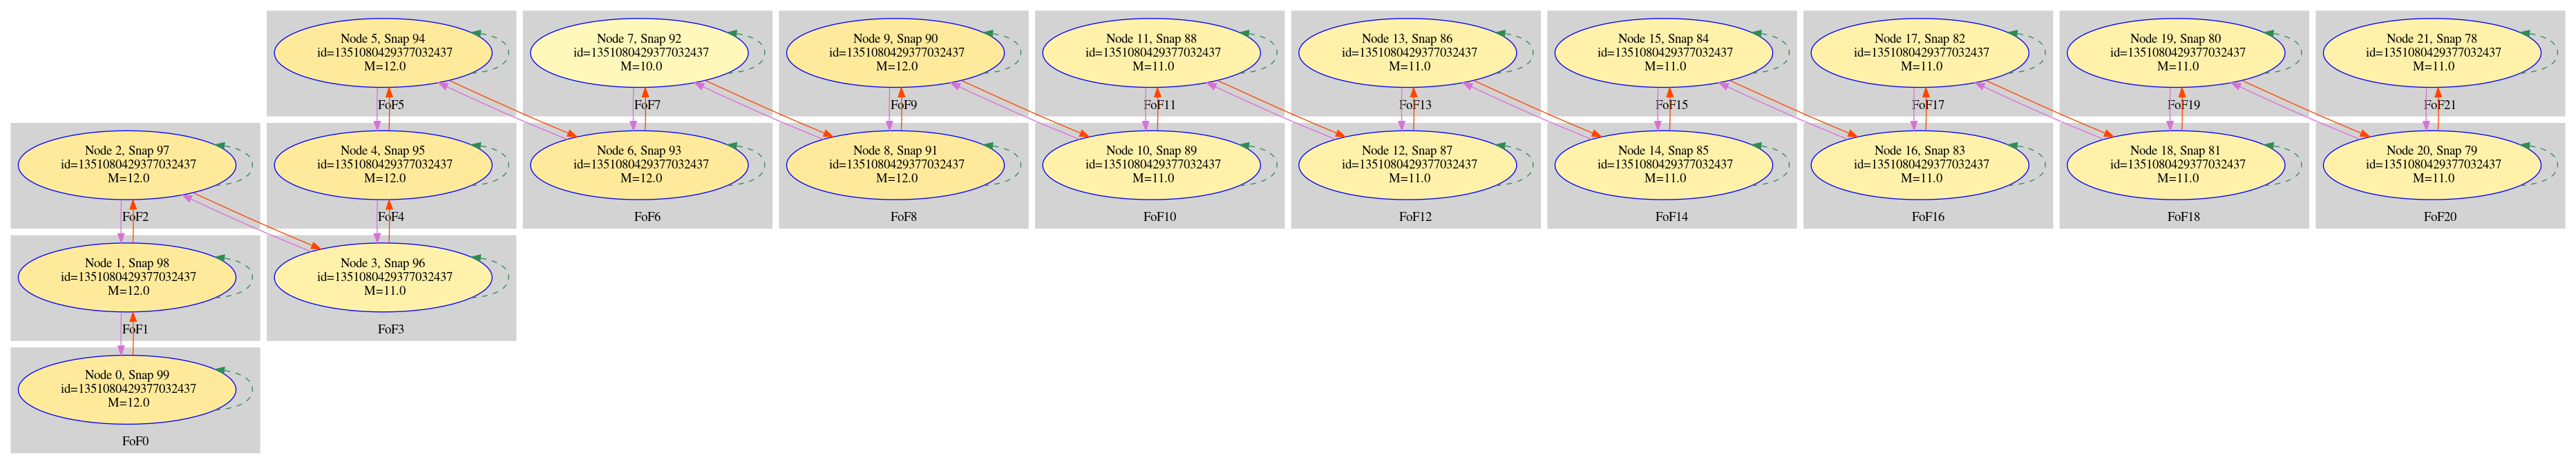 Node 5, Snap 94
id=1351080429377032437
M=12.0
FoF5
Node 7, Snap 92
id=1351080429377032437
M=10.0
FoF7
Node 9, Snap 90
id=1351080429377032437
M=12.0
FoF9
Node 11, Snap 88
id=1351080429377032437
M=11.0
FoF11
Node 13, Snap 86
id=1351080429377032437
M=11.0
FoF13
Node 15, Snap 84
id=1351080429377032437
M=11.0
FoF15
Node 17, Snap 82
id=1351080429377032437
M=11.0
FoF17
Node 19, Snap 80
id=1351080429377032437
M=11.0
FoF19
Node 21, Snap 78
id=1351080429377032437
M=11.0
FoF21
Node 2, Snap 97
id=1351080429377032437
M=12.0
FoF2
Node 4, Snap 95
id=1351080429377032437
M=12.0
FoF4
Node 6, Snap 93
id=1351080429377032437
M=12.0
FoF6
Node 8, Snap 91
id=1351080429377032437
M=12.0
FoF8
Node 10, Snap 89
id=1351080429377032437
M=11.0
FoF10
Node 12, Snap 87
id=1351080429377032437
M=11.0
FoF12
Node 14, Snap 85
id=1351080429377032437
M=11.0
FoF14
Node 16, Snap 83
id=1351080429377032437
M=11.0
FoF16
Node 18, Snap 81
id=1351080429377032437
M=11.0
FoF18
Node 20, Snap 79
id=1351080429377032437
M=11.0
FoF20
Node 1, Snap 98
id=1351080429377032437
M=12.0
FoF1
Node 3, Snap 96
id=1351080429377032437
M=11.0
FoF3
Node 0, Snap 99
id=1351080429377032437
M=12.0
FoF0